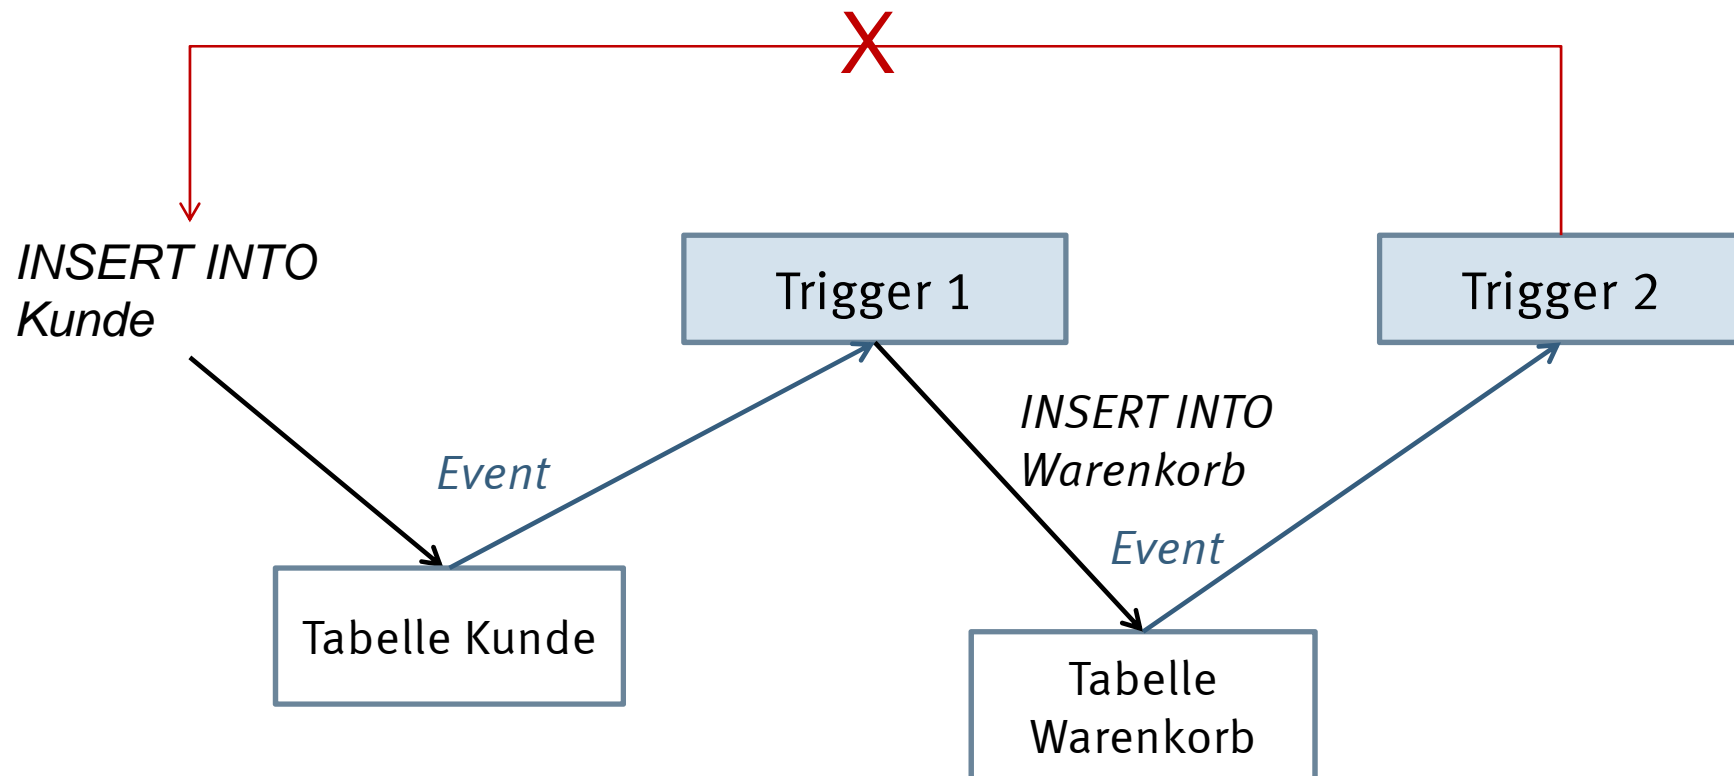 X
INSERT INTO
Kunde
Trigger 1
Trigger 2
INSERT INTO
Warenkorb
Event
Event
Tabelle Kunde
Tabelle
Warenkorb